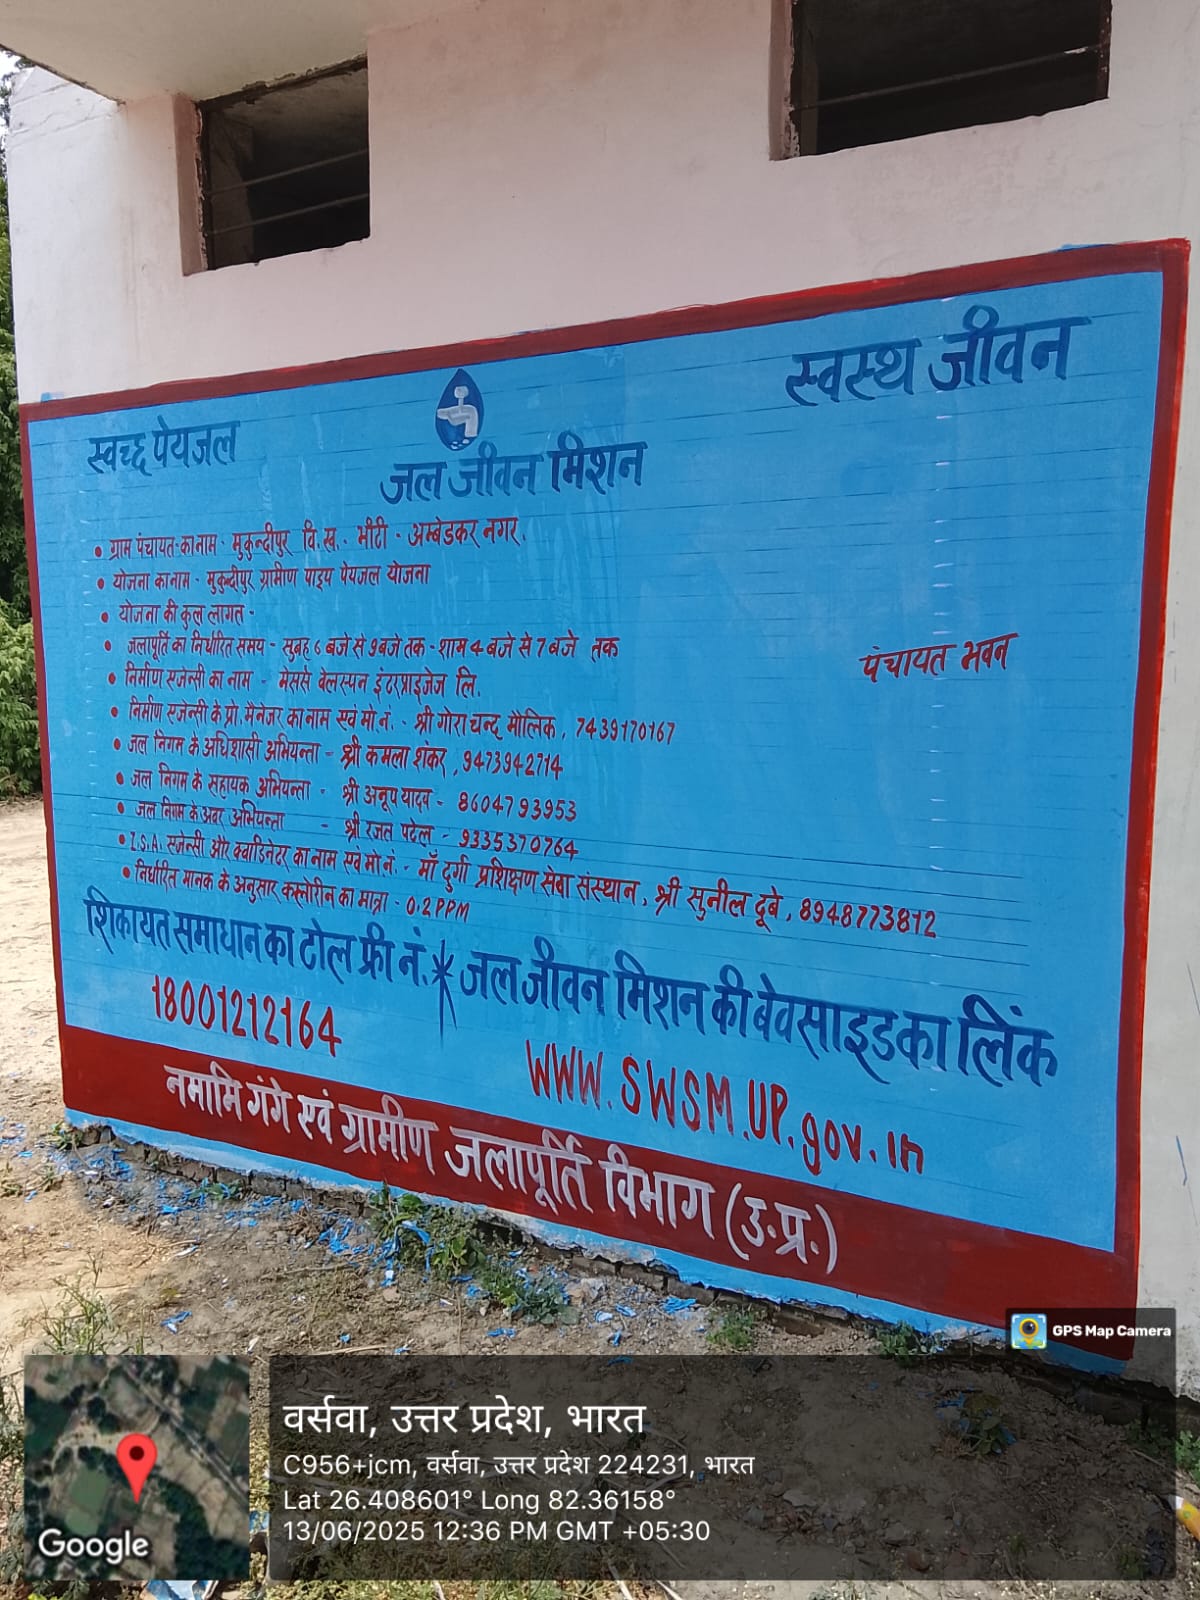 स्वच्छ पेयजल
स्वस्थ जीवन
जल जीवन मिशन
• ग्राम पंचायत-का नाम - मुकुन्दीपुर वि.ख. - भीटी - अम्बेडकर नगर.
• योजना का नाम - मुकुन्दीपुर ग्रामीण पाइप पेयजल योजना
• योजना की कुल लागत -
• जलापूर्ति का निर्धारित समय - सुबह 6 बजे से 9 बजे तक - शाम 4 बजे से 7 बजे तक
पंचायत भवन
• निर्माण एजेन्सी का नाम - मेसर्स वेलस्पन इंटरप्राइजेज लि.
• निर्माण एजेन्सी के प्रो. मैनेजर का नाम एवं मो.नं. - श्री गोरा चन्द मौलिक, 7439170167
• जल निगम के अधिशासी अभियन्ता - श्री कमला शंकर, 9473942714
• जल निगम के सहायक अभियन्ता - श्री अनूप यादव - 8604793953
• जल निगम के अवर अभियन्ता - श्री रजत पटेल - 9335370764
• I.S.A. एजेन्सी और क्वाडिनेटर का नाम एवं मो नं. - माँ दुर्गा प्रशिक्षण सेवा संस्थान, श्री सुनील दूबे, 8948773812
• निर्धारित मानक के अनुसार कक्लोरीन का मात्रा - 0.2 PPM
शिकायत समाधान का टोल फ्री नं. * जल जीवन मिशन की बेवसाइड का लिंक
18001212164
WWW.SWSM.UP.gov.in
नमामि गंगे एवं ग्रामीण जलापूर्ति विभाग (उ.प्र.)
GPS Map Camera
वर्सवा, उत्तर प्रदेश, भारत
C956+jcm, वर्सवा, उत्तर प्रदेश 224231, भारत
Lat 26.408601° Long 82.36158°
13/06/2025 12:36 PM GMT +05:30
Google